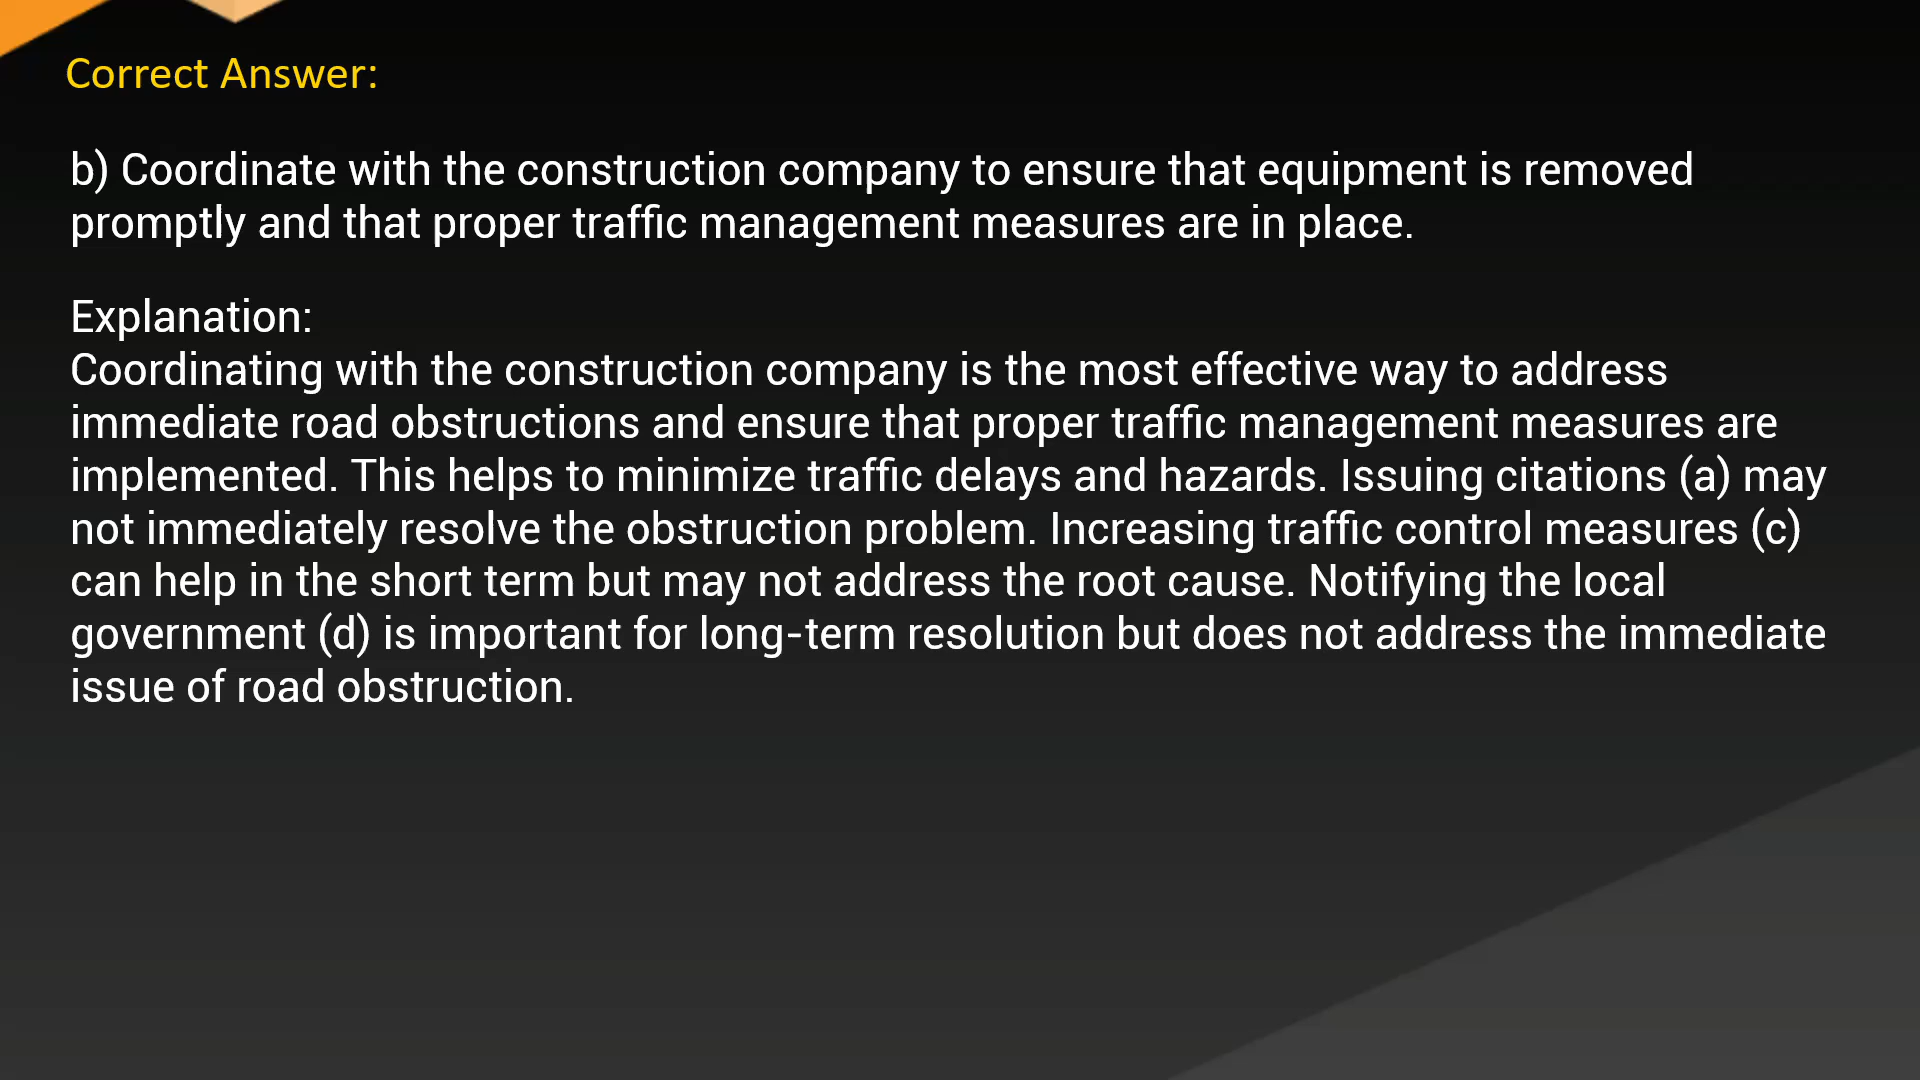 Correct Answer:
b) Coordinate with the construction company to ensure that equipment is removed
promptly and that proper traffic management measures are in place.
Explanation:
Coordinating with the construction company is the most effective way to address
immediate road obstructions and ensure that proper traffic management measures are
implemented. This helps to minimize traffic delays and hazards. Issuing citations (a) may
not immediately resolve the obstruction problem. Increasing traffic control measures (c)
can help in the short term but may not address the root cause. Notifying the local
government (d) is important for long-term resolution but does not address the immediate
issue of road obstruction.